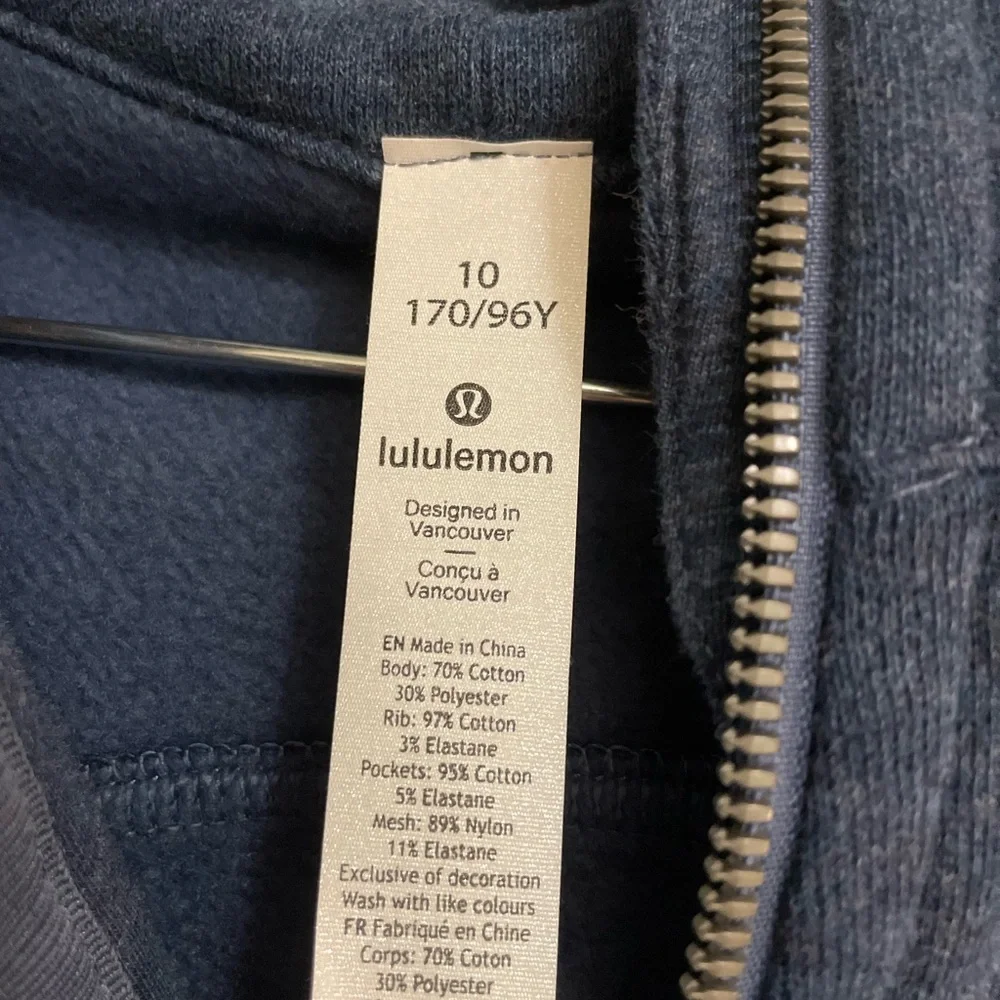 10
170/96Y
lululemon
Designed in
Vancouver
Conçu à
Vancouver
EN Made in China
Body: 70% Cotton
30% Polyester
Rib: 97% Cotton
3% Elastane
Pockets: 95% Cotton
5% Elastane
Mesh: 89% Nylon
11% Elastane
Exclusive of decoration
Wash with like colours
FR Fabriqué en Chine
Corps: 70% Coton
30% Polyester